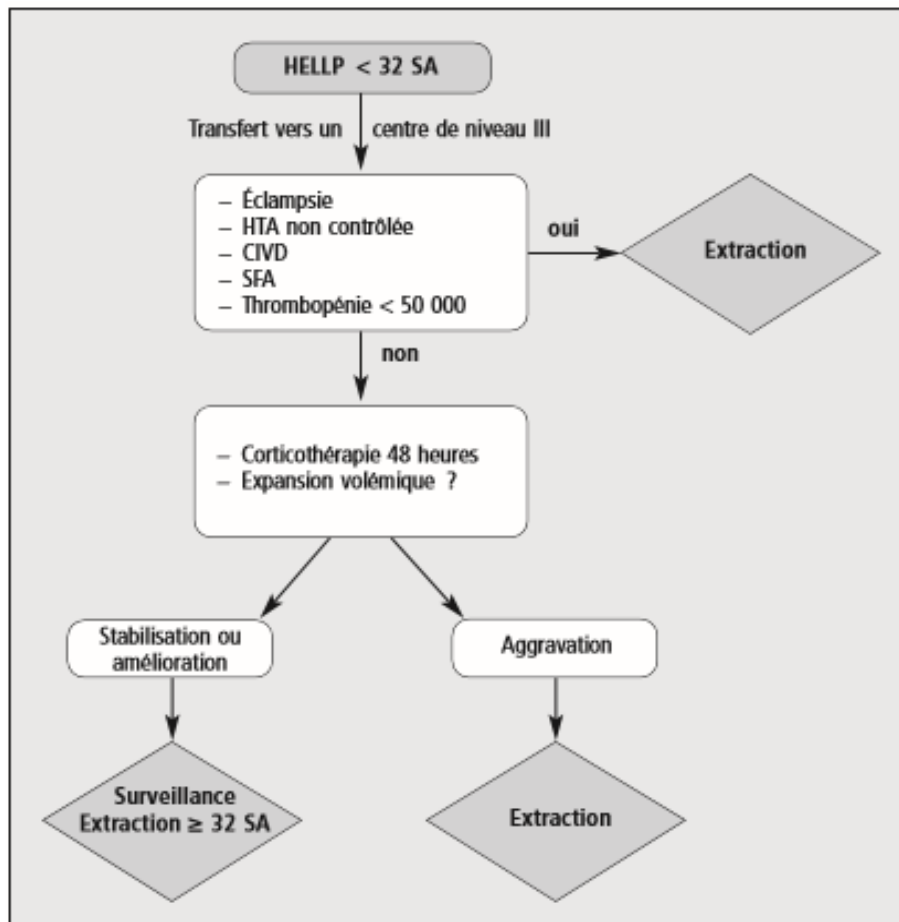 HELLP < 32 SA
Transfert vers un centre de niveau III
– Éclampsie
– HTA non contrôlée
– CIVD
– SFA
– Thrombopénie < 50 000
oui
Extraction
non
– Corticothérapie 48 heures
– Expansion volémique ?
Stabilisation ou
amélioration
Aggravation
Surveillance
Extraction ≥ 32 SA
Extraction